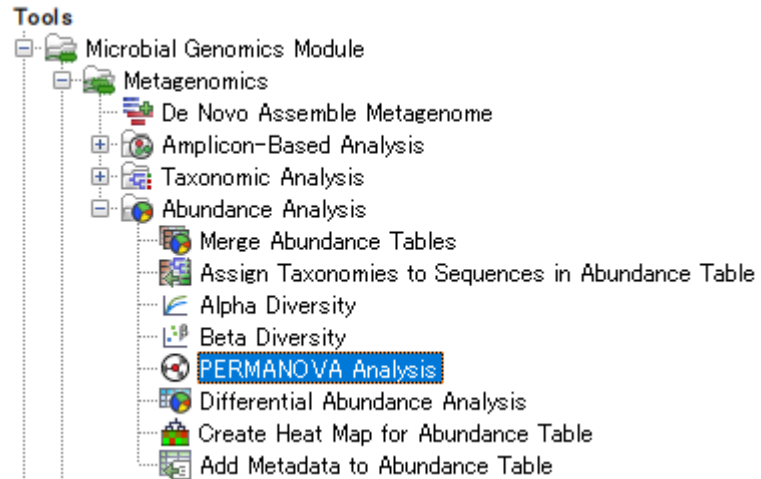 Tools
Microbial Genomics Module
Metagenomics
De Novo Assemble Metagenome
Amplicon-Based Analysis
Taxonomic Analysis
Abundance Analysis
Merge Abundance Tables
Assign Taxonomies to Sequences in Abundance Table
Alpha Diversity
Beta Diversity
PERMANOVA Analysis
Differential Abundance Analysis
Create Heat Map for Abundance Table
Add Metadata to Abundance Table